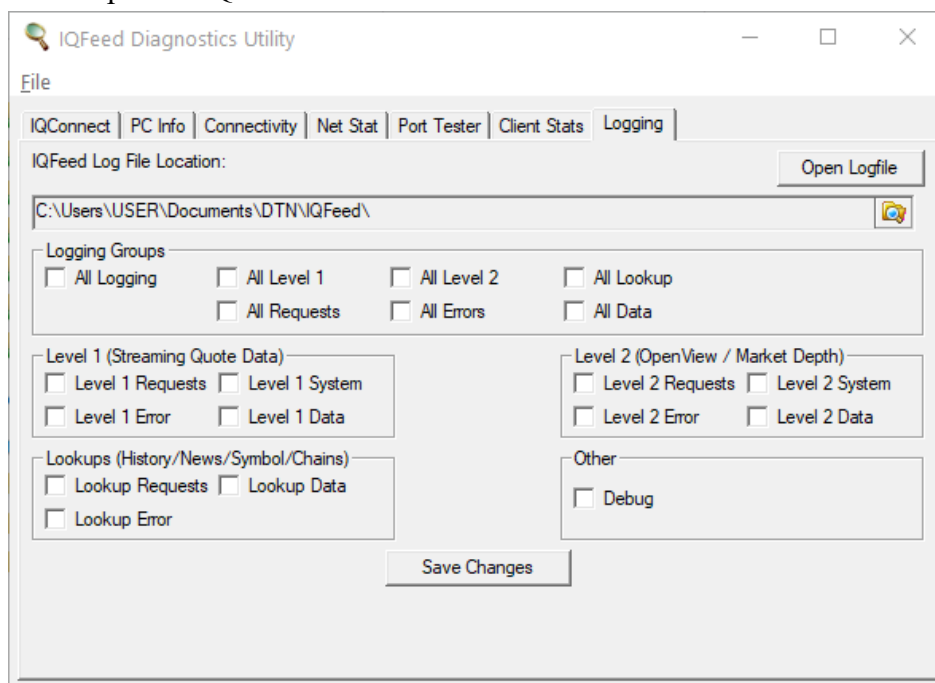 IQFeed Diagnostics Utility
File
IQConnect PC Info Connectivity Net Stat Port Tester Client Stats Logging
IQFeed Log File Location:
Open Logfile
C:\Users\USER\Documents\DTN\IQFeed\
Logging Groups
All Logging All Level 1 All Level 2 All Lookup
All Requests All Errors All Data
Level 1 (Streaming Quote Data)
Level 1 Requests Level 1 System
Level 1 Error Level 1 Data
Level 2 (OpenView / Market Depth)
Level 2 Requests Level 2 System
Level 2 Error Level 2 Data
Lookups (History/News/Symbol/Chains)
Lookup Requests Lookup Data
Lookup Error
Other
Debug
Save Changes